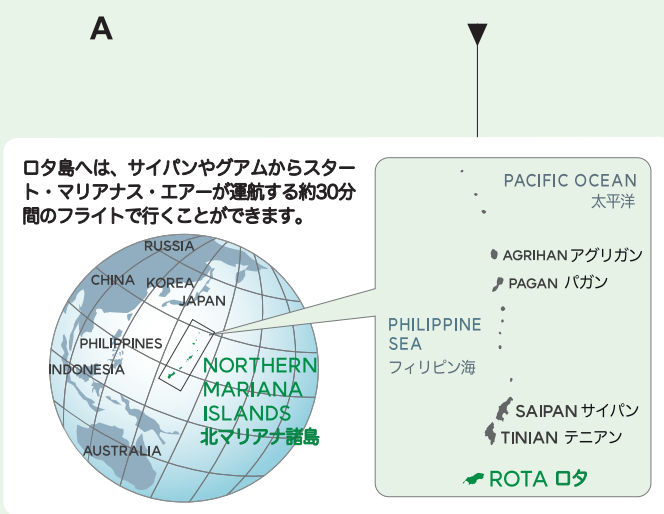 A
ロタ島へは、サイパンやグアムからスター
ト・マリアナス・エアーが運航する約30分
間のフライトで行くことができます。
RUSSIA
CHINA
KOREA
JAPAN
PHILIPPINES
INDONESIA
NORTHERN
MARIANA
ISLANDS
北マリアナ諸島
AUSTRALIA
PACIFIC OCEAN
太平洋
AGRIHAN アグリガン
PAGAN パガン
PHILIPPINE
SEA
フィリピン海
SAIPAN サイパン
TINIAN テニアン
ROTA ロタ